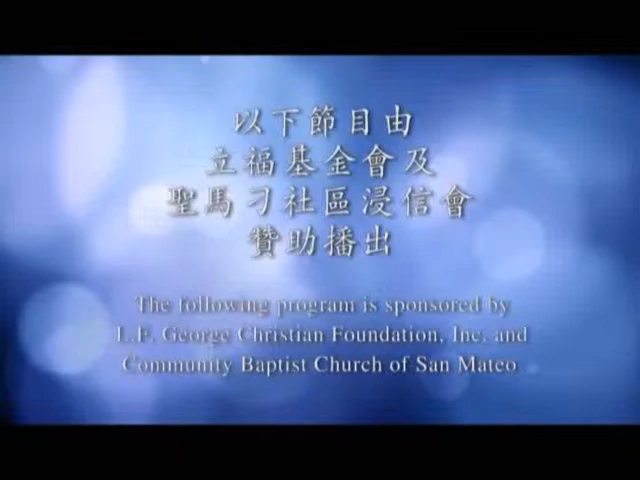 以下節目由
立福基金會及
聖馬刁社區浸信會
贊助播出
The following program is sponsored by
L.F. George Christian Foundation, Inc. and
Community Baptist Church of San Mateo